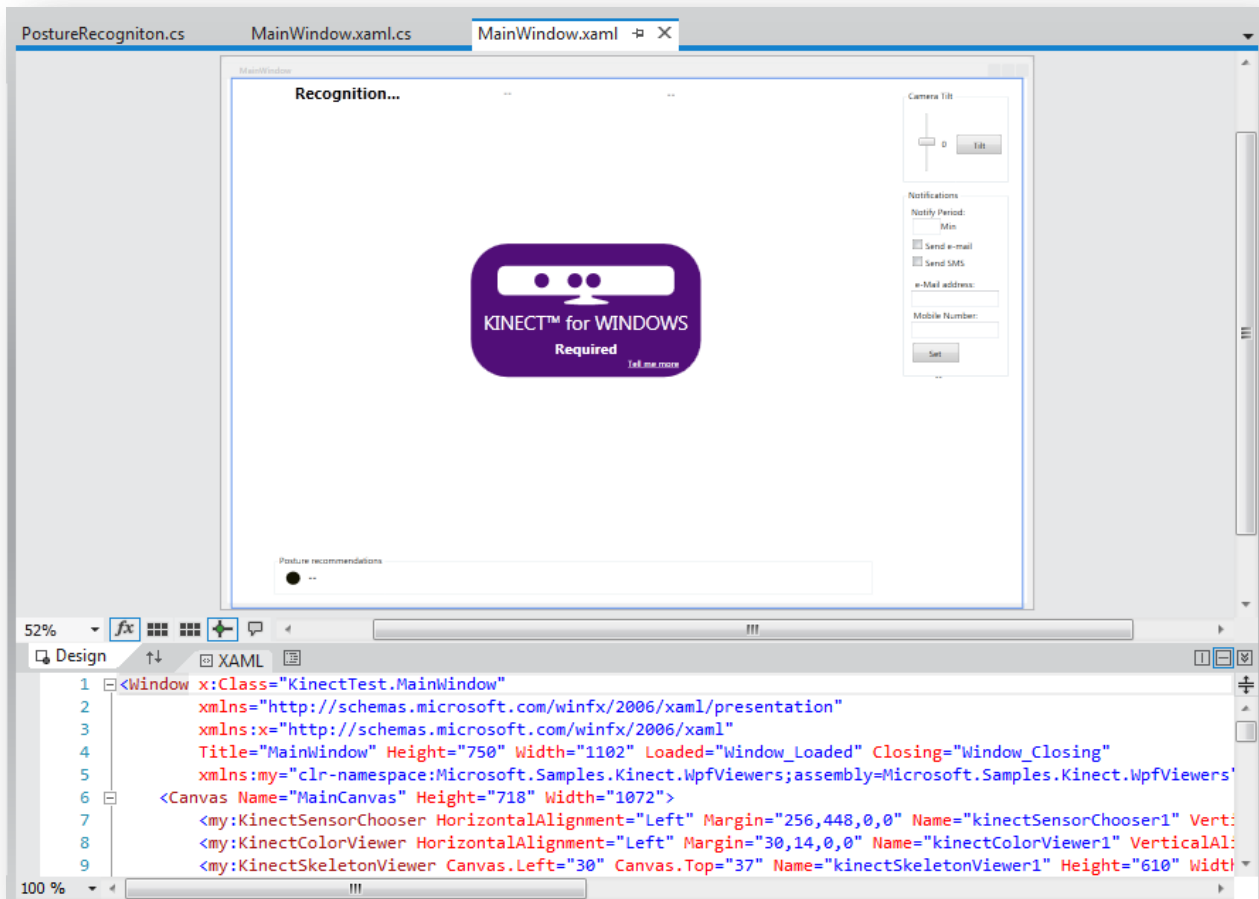 PostureRecogniton.cs MainWindow.xaml.cs MainWindow.xaml
MainWindow
Recognition... -- --
Camera Tilt
0 Tilt
Notifications
Notify Period:
Min
Send e-mail
Send SMS
e-Mail address:
Mobile Number:
Set
--
KINECT™ for WINDOWS
Required
Tell me more
Posture recommendations
--
52% fx
Design XAML
1 <Window x:Class="KinectTest.MainWindow"
2 xmlns="http://schemas.microsoft.com/winfx/2006/xaml/presentation"
3 xmlns:x="http://schemas.microsoft.com/winfx/2006/xaml"
4 Title="MainWindow" Height="750" Width="1102" Loaded="Window_Loaded" Closing="Window_Closing"
5 xmlns:my="clr-namespace:Microsoft.Samples.Kinect.WpfViewers;assembly=Microsoft.Samples.Kinect.WpfViewers"
6 <Canvas Name="MainCanvas" Height="718" Width="1072">
7 <my:KinectSensorChooser HorizontalAlignment="Left" Margin="256,448,0,0" Name="kinectSensorChooser1" Verti
8 <my:KinectColorViewer HorizontalAlignment="Left" Margin="30,14,0,0" Name="kinectColorViewer1" VerticalAli
9 <my:KinectSkeletonViewer Canvas.Left="30" Canvas.Top="37" Name="kinectSkeletonViewer1" Height="610" Width
100 %